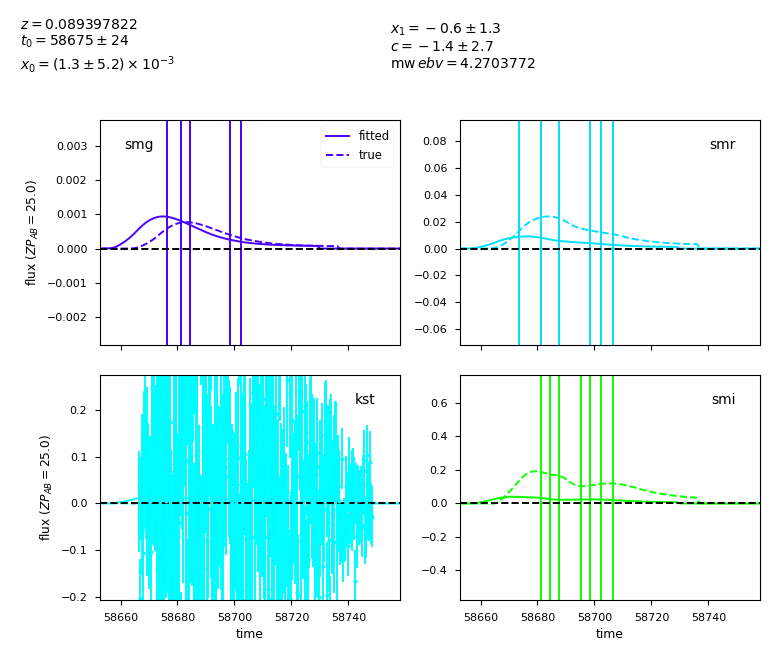 z = 0.089397822
t₀ = 58675 ± 24
x₀ = (1.3 ± 5.2) × 10⁻³
x₁ = −0.6 ± 1.3
c = −1.4 ± 2.7
mw ebv = 4.2703772
smg
fitted
true
0.003
0.002
0.001
0.000
−0.001
−0.002
flux (ZP_AB = 25.0)
smr
0.08
0.06
0.04
0.02
0.00
−0.02
−0.04
−0.06
kst
0.2
0.1
0.0
−0.1
−0.2
flux (ZP_AB = 25.0)
58660 58680 58700 58720 58740
time
smi
0.6
0.4
0.2
0.0
−0.2
−0.4
58660 58680 58700 58720 58740
time